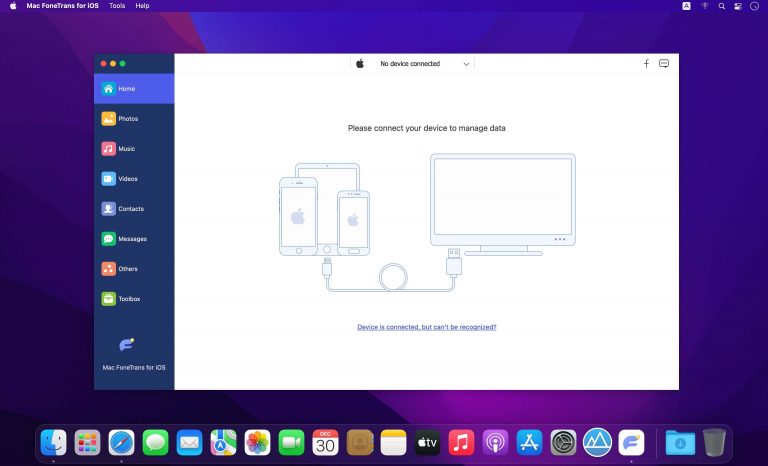 Mac FoneTrans for iOS Tools Help
A
No device connected
Home
Photos
Music
Videos
Contacts
Messages
Others
Toolbox
Mac FoneTrans for iOS
Please connect your device to manage data
Device is connected, but can't be recognized?
DEC
30
tv